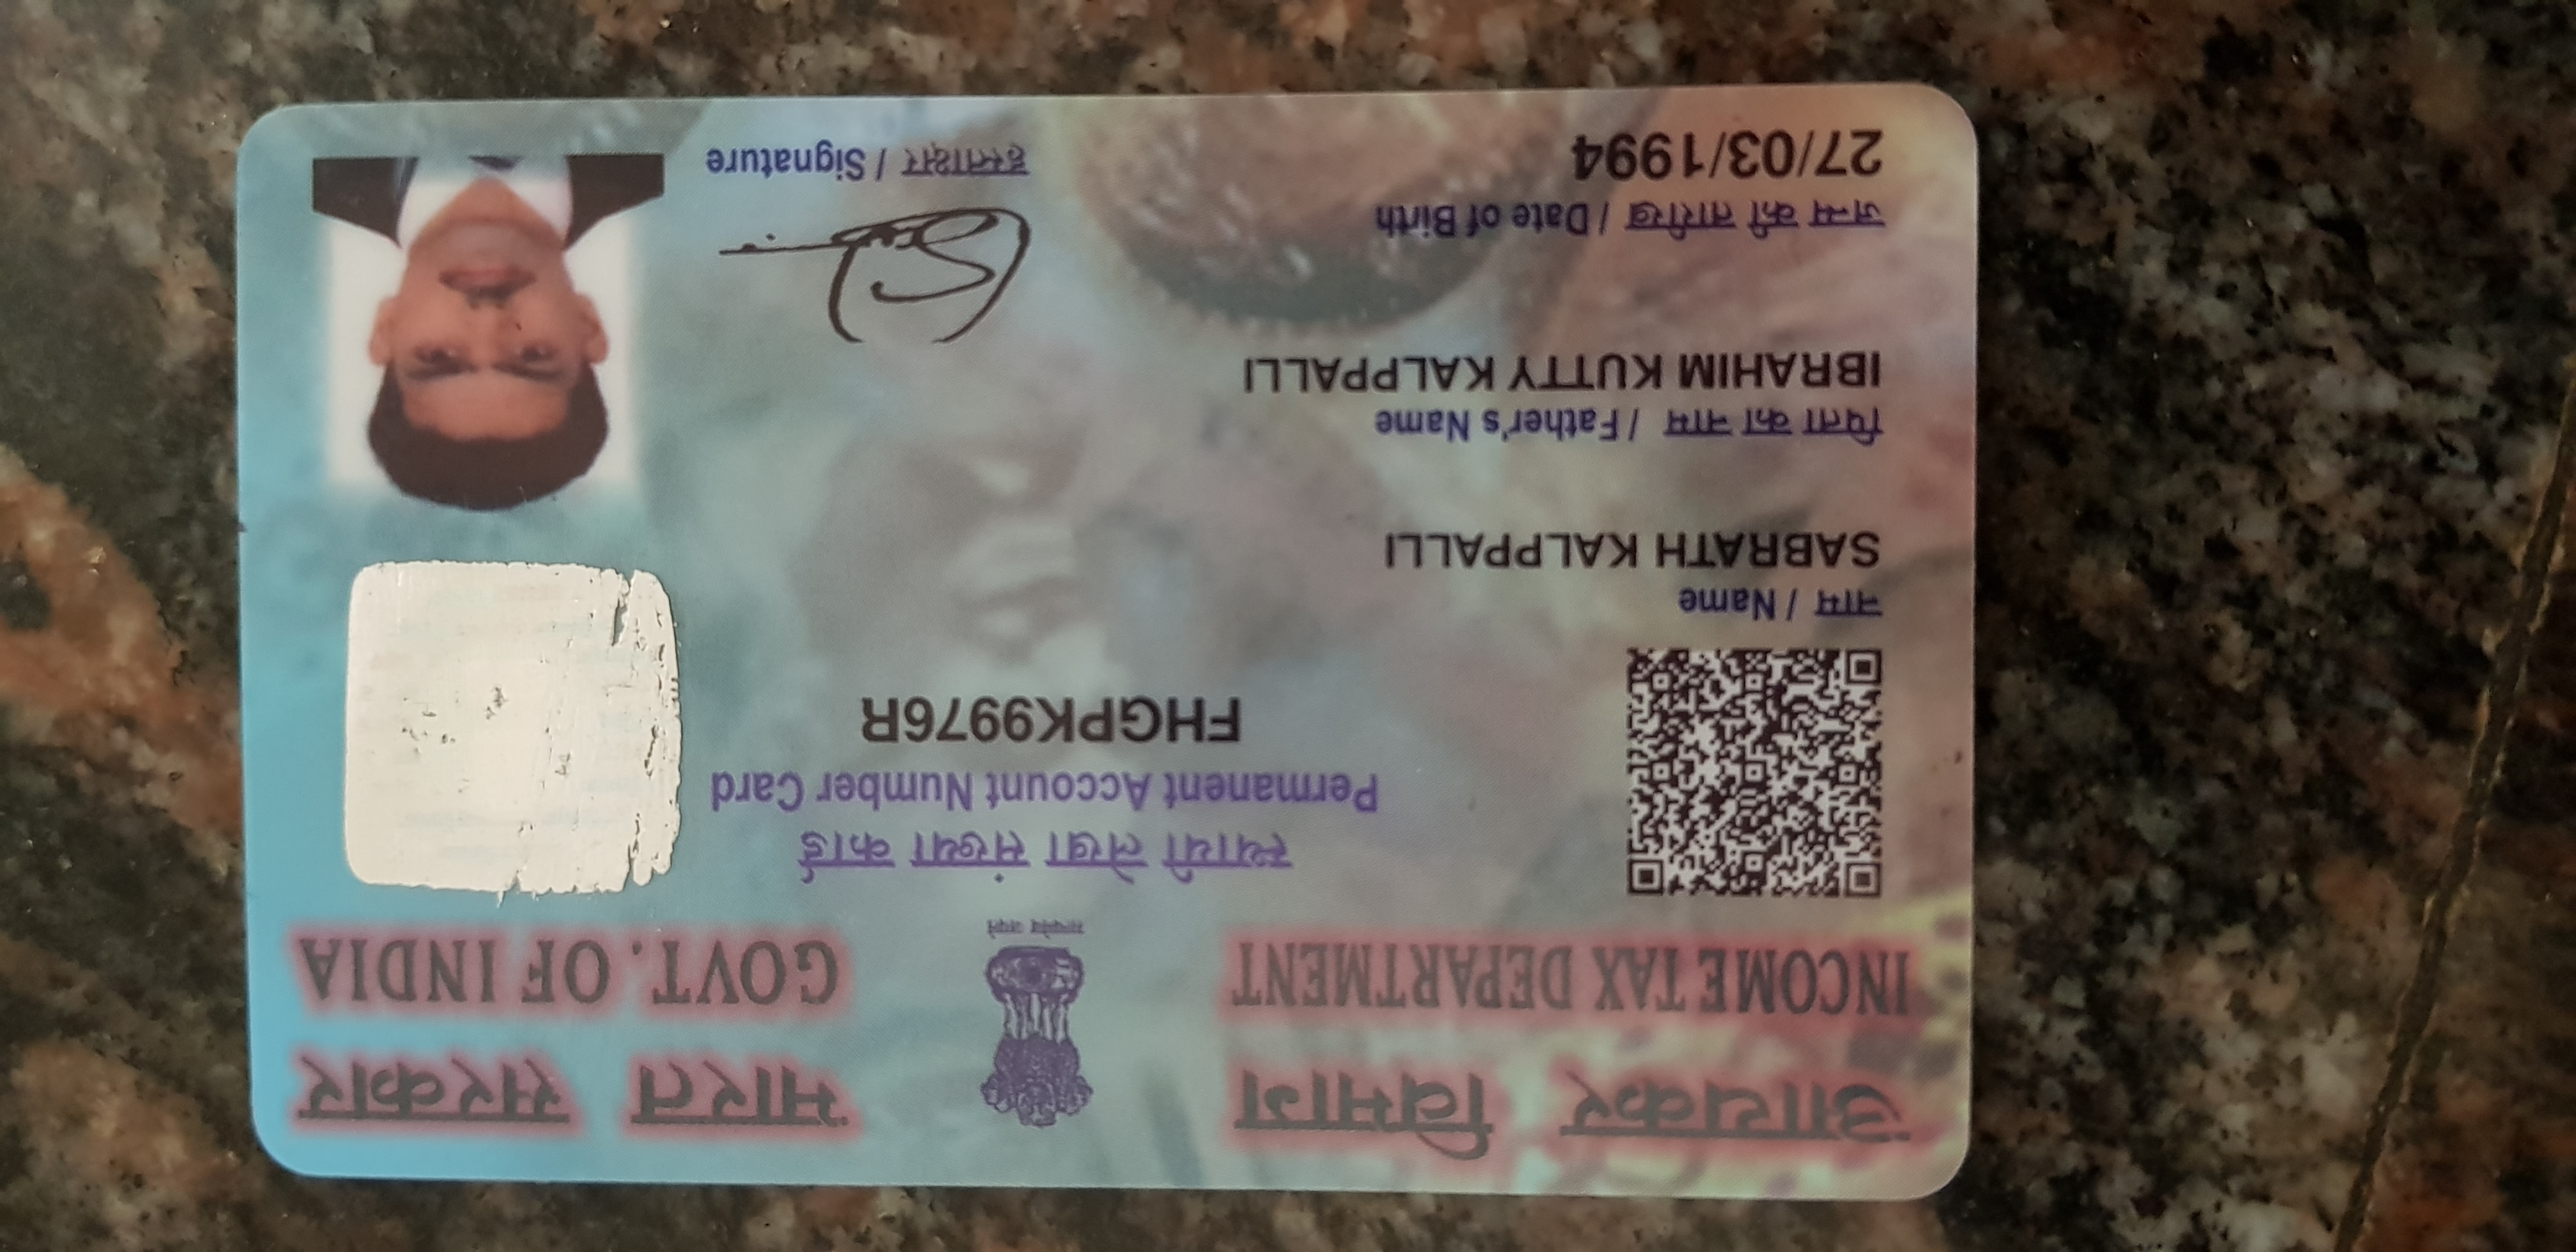 आयकर विभाग
INCOME TAX DEPARTMENT
सत्यमेव जयते
भारत सरकार
GOVT. OF INDIA
स्थायी लेखा संख्या कार्ड
Permanent Account Number Card
FHGPK9976R
नाम / Name
SABRATH KALPPALLI
पिता का नाम / Father's Name
IBRAHIM KUTTY KALPPALLI
जन्म की तारीख / Date of Birth
27/03/1994
हस्ताक्षर / Signature